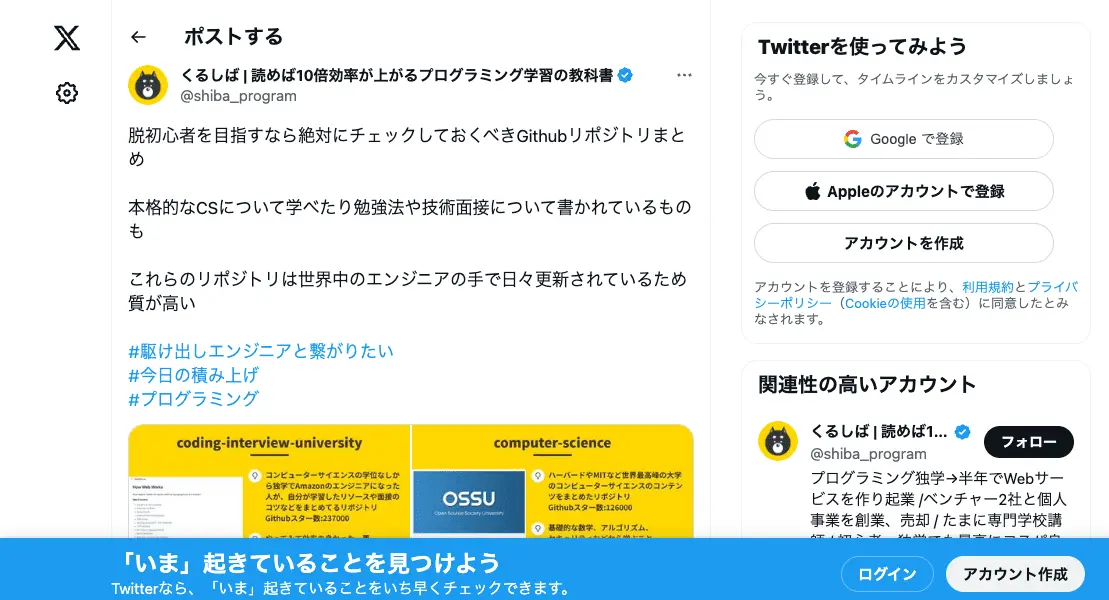 ポストする
くるしば | 読めば10倍効率が上がるプログラミング学習の教科書
@shiba_program
脱初心者を目指すなら絶対にチェックしておくべきGithubリポジトリまと
め
本格的なCSについて学べたり勉強法や技術面接について書かれているもの
も
これらのリポジトリは世界中のエンジニアの手で日々更新されているため
質が高い
#駆け出しエンジニアと繋がりたい
#今日の積み上げ
#プログラミング
coding-interview-university
コンピューターサイエンスの学位なしか
ら独学でAmazonのエンジニアになった
人が、自分が学習したリソースや面接の
コツなどをまとめてるリポジトリ
Githubスター数:237000
How Web Works
computer-science
OSSU
Open Source Society University
ハーバードやMITなど世界最高峰の大学
のコンピューターサイエンスのコンテン
ツをまとめたリポジトリ
Githubスター数:126000
基礎的な数学、アルゴリズム、
Twitterを使ってみよう
今すぐ登録して、タイムラインをカスタマイズしましょ
う。
Google で登録
Appleのアカウントで登録
アカウントを作成
アカウントを登録することにより、利用規約とプライバ
シーポリシー（Cookieの使用を含む）に同意したとみ
なされます。
関連性の高いアカウント
くるしば | 読めば1...
フォロー
@shiba_program
プログラミング独学→半年でWebサー
ビスを作り起業 /ベンチャー2社と個人
事業を創業、売却 / たまに専門学校講
「いま」起きていることを見つけよう
Twitterなら、「いま」起きていることをいち早くチェックできます。
ログイン
アカウント作成